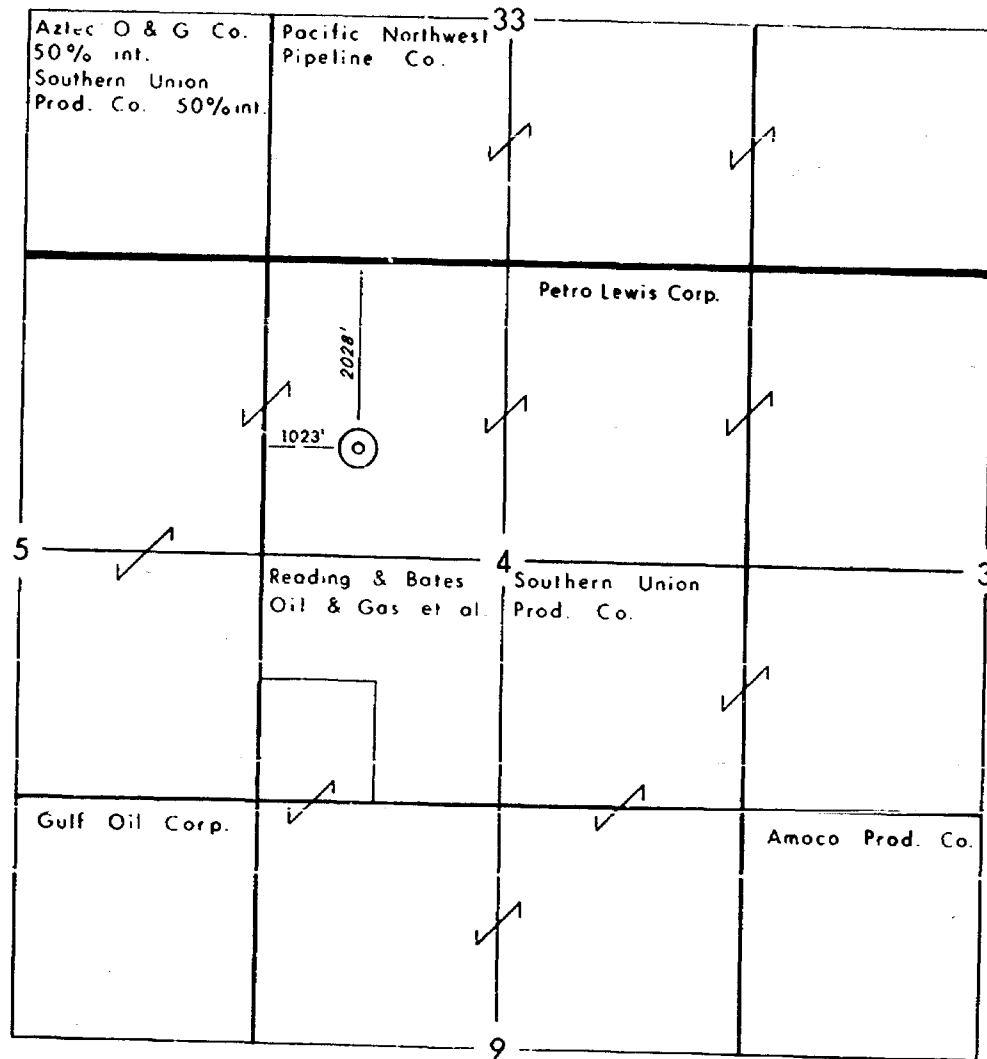 33
Aztec O & G Co.
50% int.
Southern Union
Prod. Co. 50% int.
Pacific Northwest
Pipeline Co.
Petro Lewis Corp.
2028'
1023'
5
4
3
Reading & Bates
Oil & Gas et al.
Southern Union
Prod. Co.
Gulf Oil Corp.
Amoco Prod. Co.
9